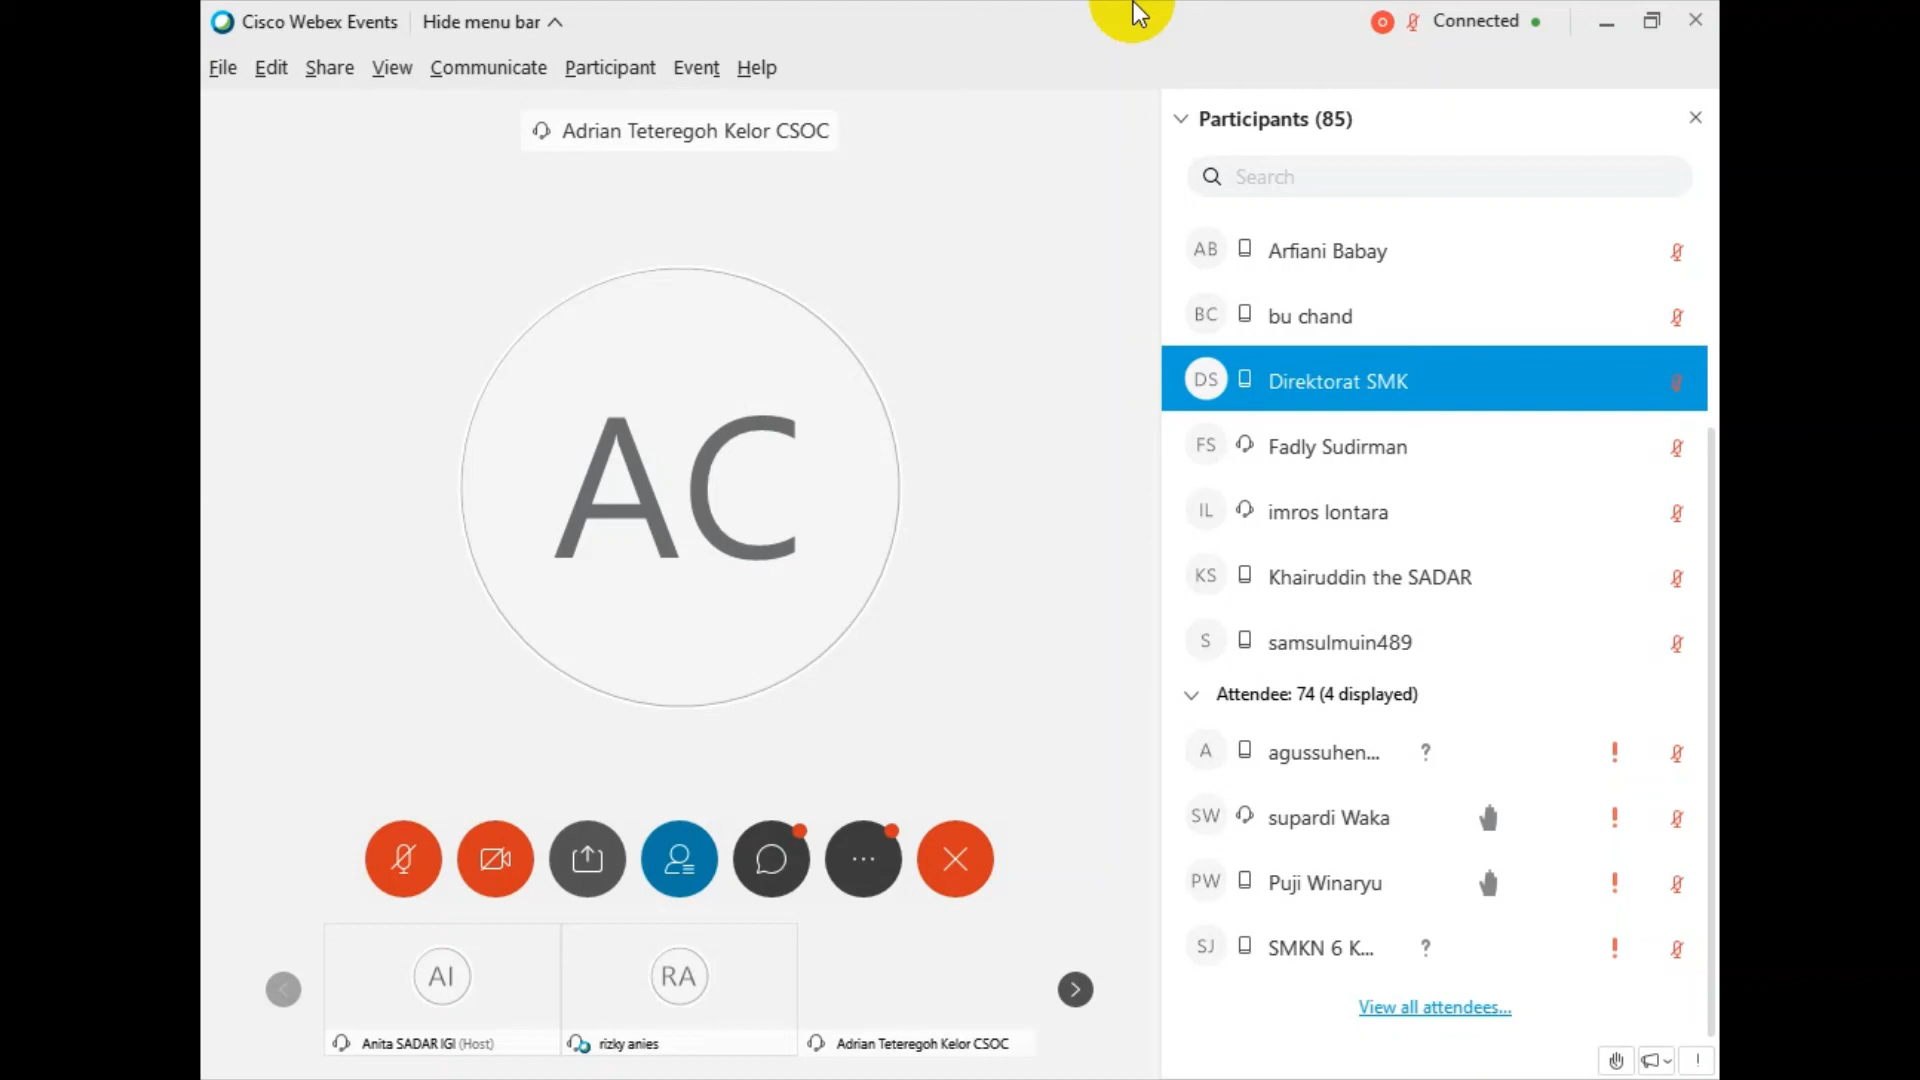 Cisco Webex Events
Hide menu bar
Connected
File Edit Share View Communicate Participant Event Help
Adrian Teteregoh Kelor CSOC
AC
AI
Anita SADAR IGI (Host)
RA
rizky anies
Adrian Teteregoh Kelor CSOC
Participants (85)
Search
AB Arfiani Babay
BC bu chand
DS Direktorat SMK
FS Fadly Sudirman
IL imros lontara
KS Khairuddin the SADAR
S samsulmuin489
Attendee: 74 (4 displayed)
A agussuhen... ? !
SW supardi Waka !
PW Puji Winaryu !
SJ SMKN 6 K... ? !
View all attendees...
!